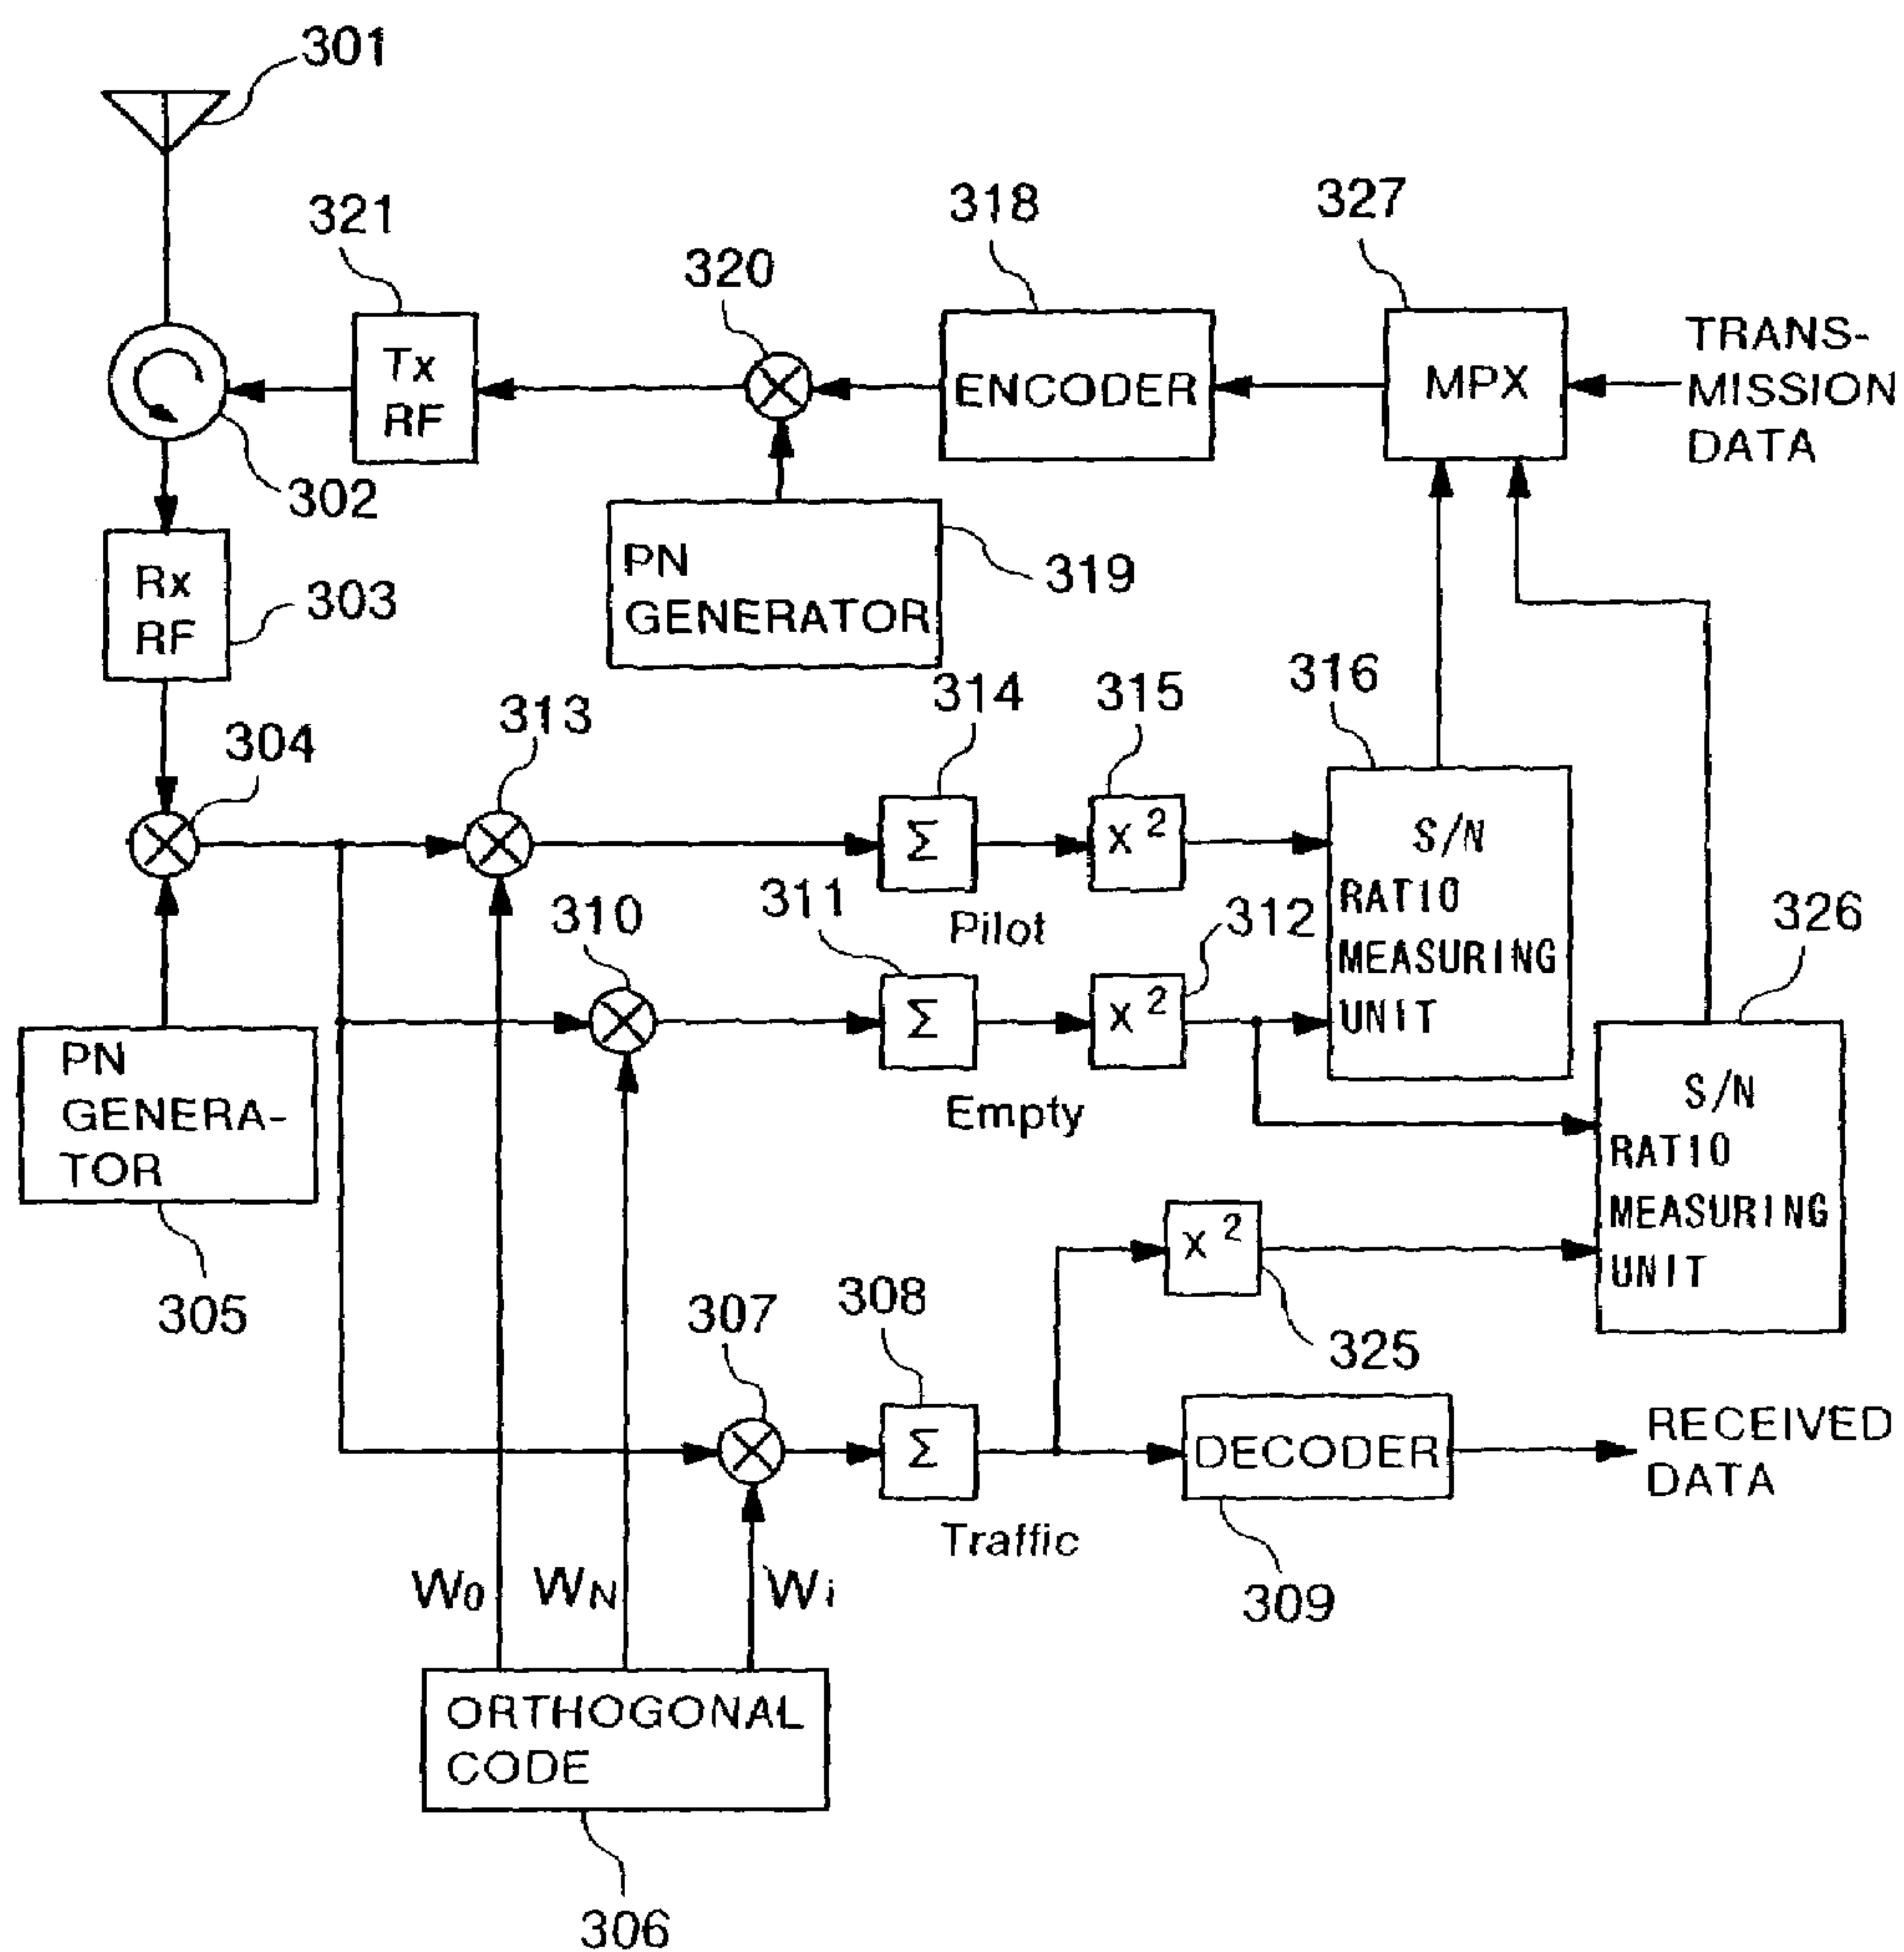 301
321
320
318
327
Tx
RF
ENCODER
MPX
TRANS-
MISSION
DATA
302
PN
GENERATOR
319
Rx
RF
303
304
313
314
315
316
Σ
x²
S/N
RATIO
MEASURING
UNIT
Pilot
310
311
312
326
Σ
x²
Empty
PN
GENERA-
TOR
305
S/N
RATIO
MEASURING
UNIT
x²
325
307
308
Σ
DECODER
RECEIVED
DATA
Traffic
309
W0
WN
Wi
ORTHOGONAL
CODE
306